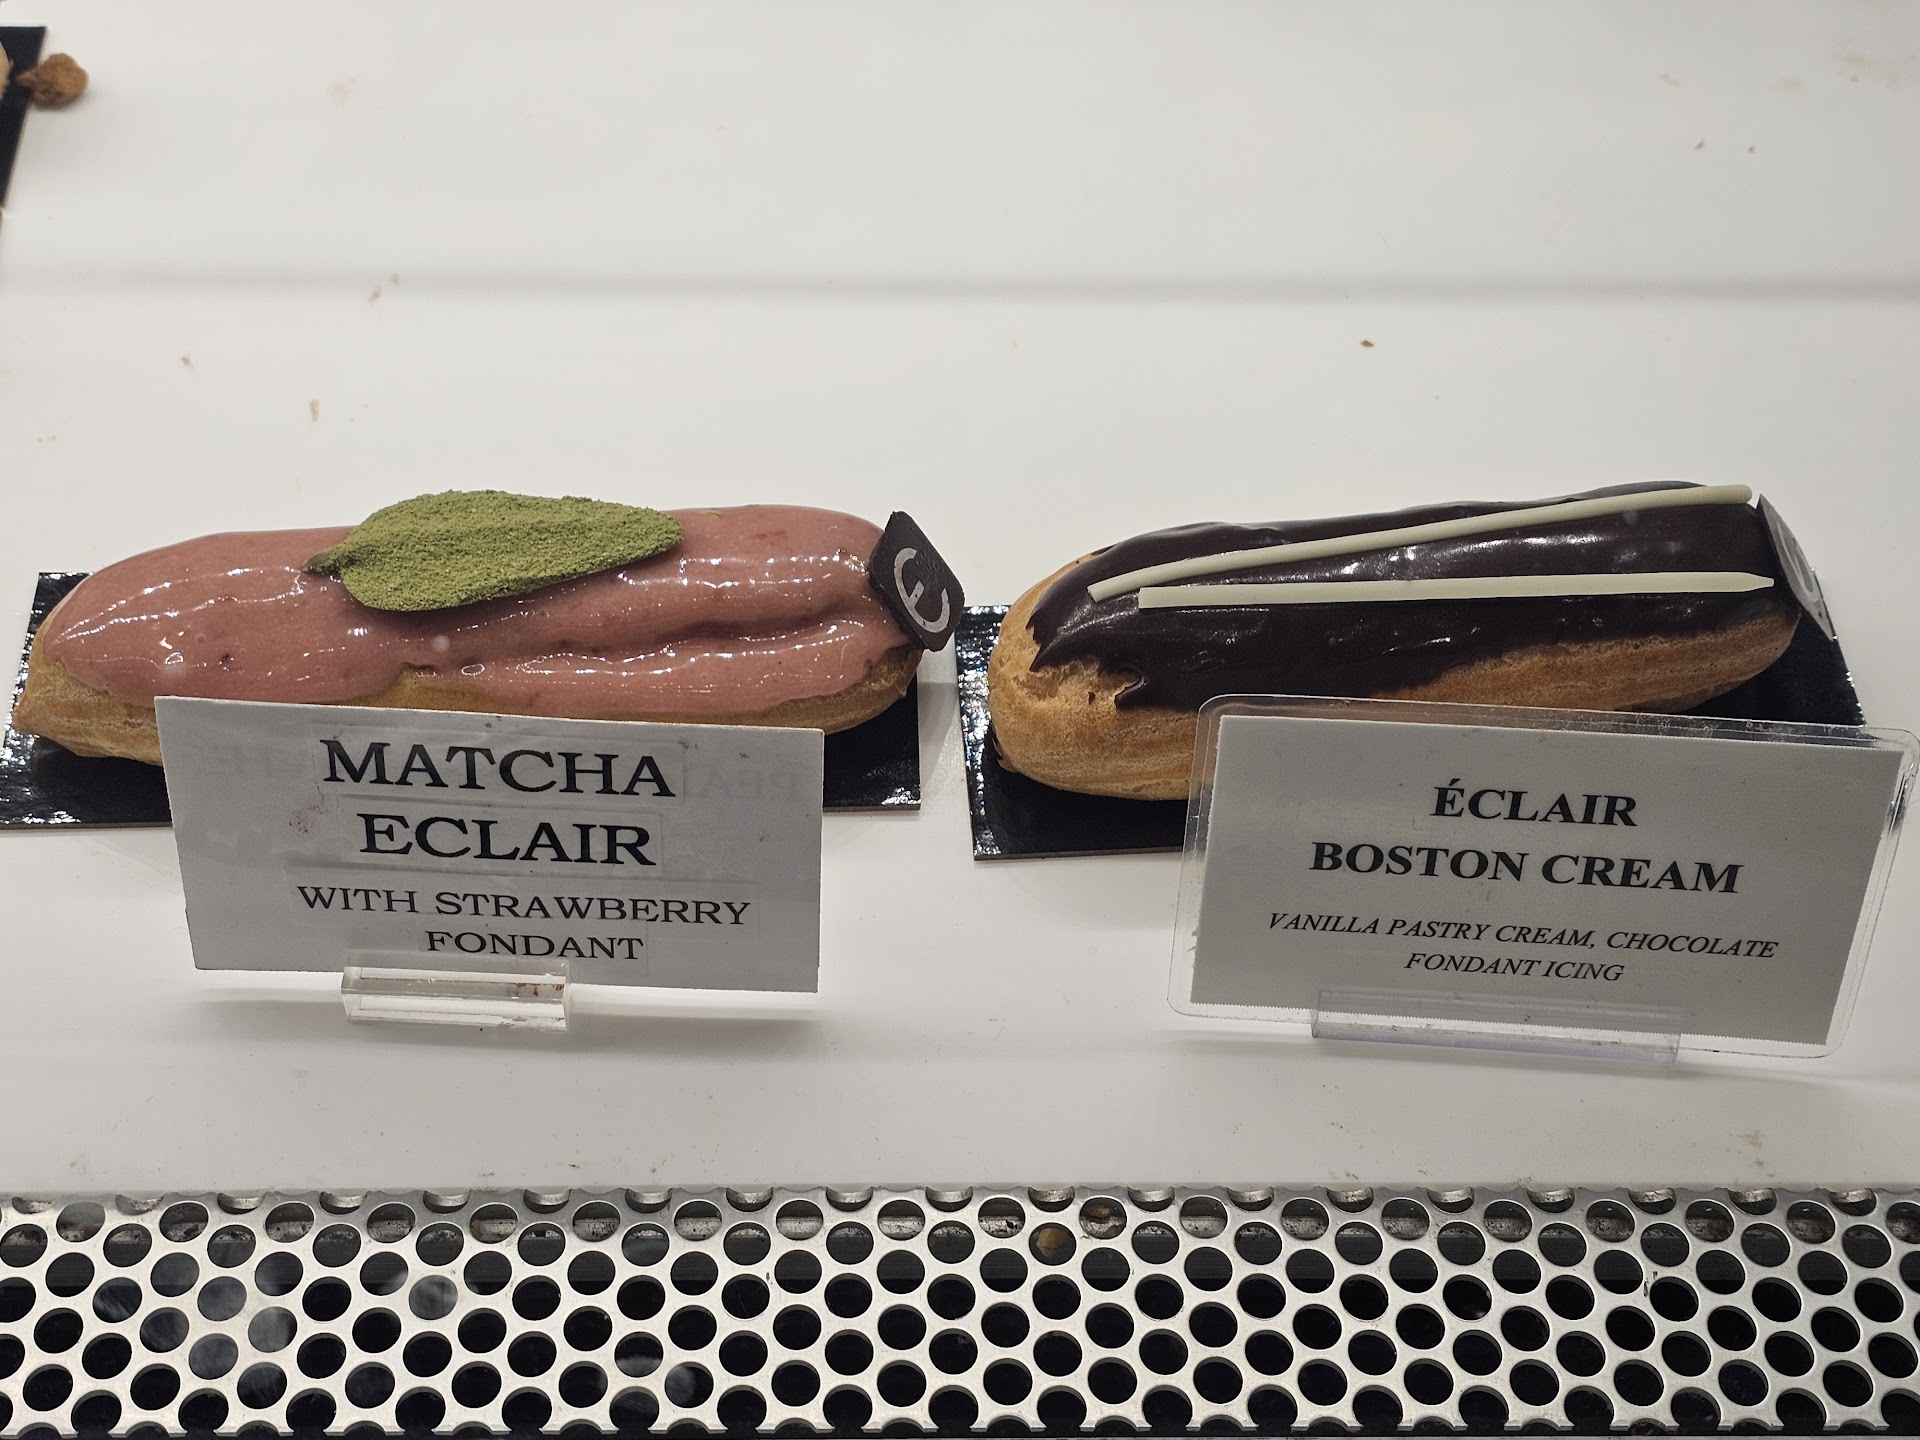 MATCHA
ECLAIR
WITH STRAWBERRY
FONDANT
ÉCLAIR
BOSTON CREAM
VANILLA PASTRY CREAM, CHOCOLATE
FONDANT ICING